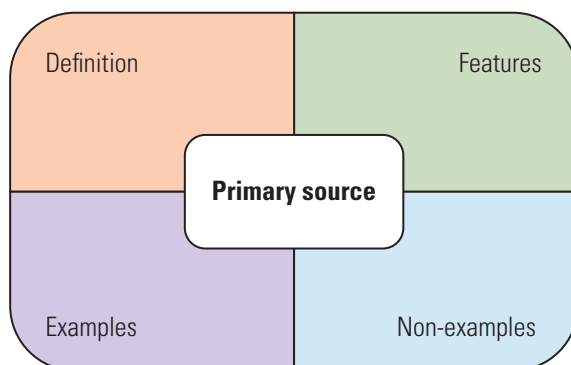 Definition
Features
Primary source
Examples
Non-examples